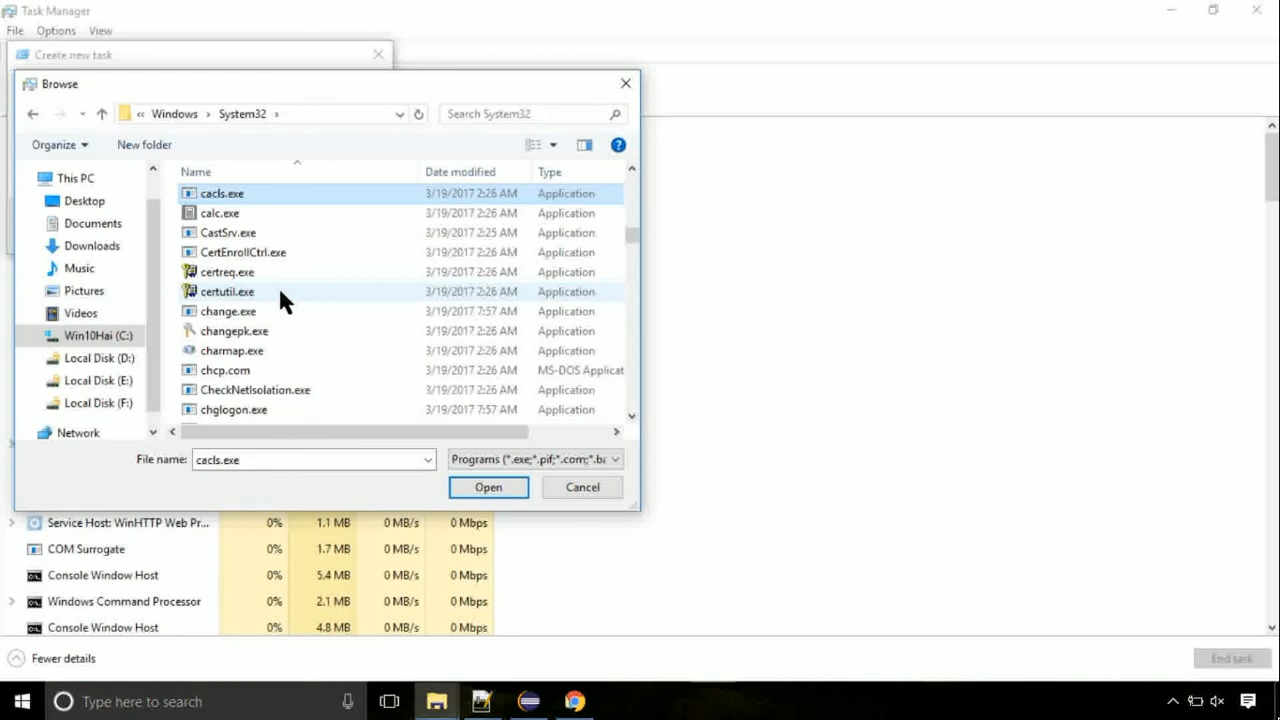 Task Manager
File Options View
Create new task
Browse
« Windows › System32 ›
Search System32
Organize New folder
This PC
Desktop
Documents
Downloads
Music
Pictures
Videos
Win10Hai (C:)
Local Disk (D:)
Local Disk (E:)
Local Disk (F:)
Network
Name Date modified Type
cacls.exe 3/19/2017 2:26 AM Application
calc.exe 3/19/2017 2:26 AM Application
CastSrv.exe 3/19/2017 2:25 AM Application
CertEnrollCtrl.exe 3/19/2017 2:26 AM Application
certreq.exe 3/19/2017 2:26 AM Application
certutil.exe 3/19/2017 2:26 AM Application
change.exe 3/19/2017 7:57 AM Application
changepk.exe 3/19/2017 2:26 AM Application
charmap.exe 3/19/2017 2:26 AM Application
chcp.com 3/19/2017 2:26 AM MS-DOS Applicat
CheckNetIsolation.exe 3/19/2017 2:26 AM Application
chglogon.exe 3/19/2017 7:57 AM Application
File name: cacls.exe Programs (*.exe;*.pif;*.com;*.ba
Open Cancel
Service Host: WinHTTP Web Pr... 0% 1.1 MB 0 MB/s 0 Mbps
COM Surrogate 0% 1.7 MB 0 MB/s 0 Mbps
Console Window Host 0% 5.4 MB 0 MB/s 0 Mbps
Windows Command Processor 0% 2.1 MB 0 MB/s 0 Mbps
Console Window Host 0% 4.8 MB 0 MB/s 0 Mbps
Fewer details
End task
Type here to search